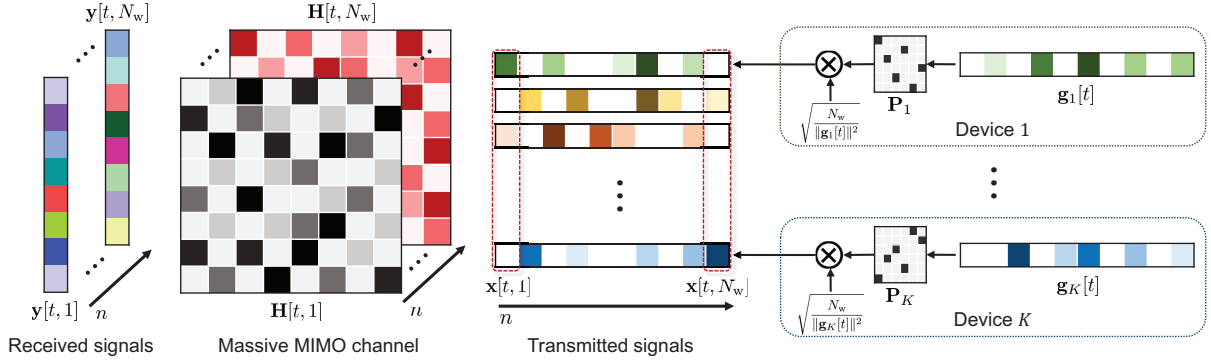 y[t, N_w]
y[t, 1]
n
Received signals
H[t, N_w]
H[t, 1]
n
Massive MIMO channel
x[t, 1]
x[t, N_w]
n
Transmitted signals
√(N_w / ‖g_1[t]‖²)
P_1
g_1[t]
Device 1
√(N_w / ‖g_K[t]‖²)
P_K
g_K[t]
Device K